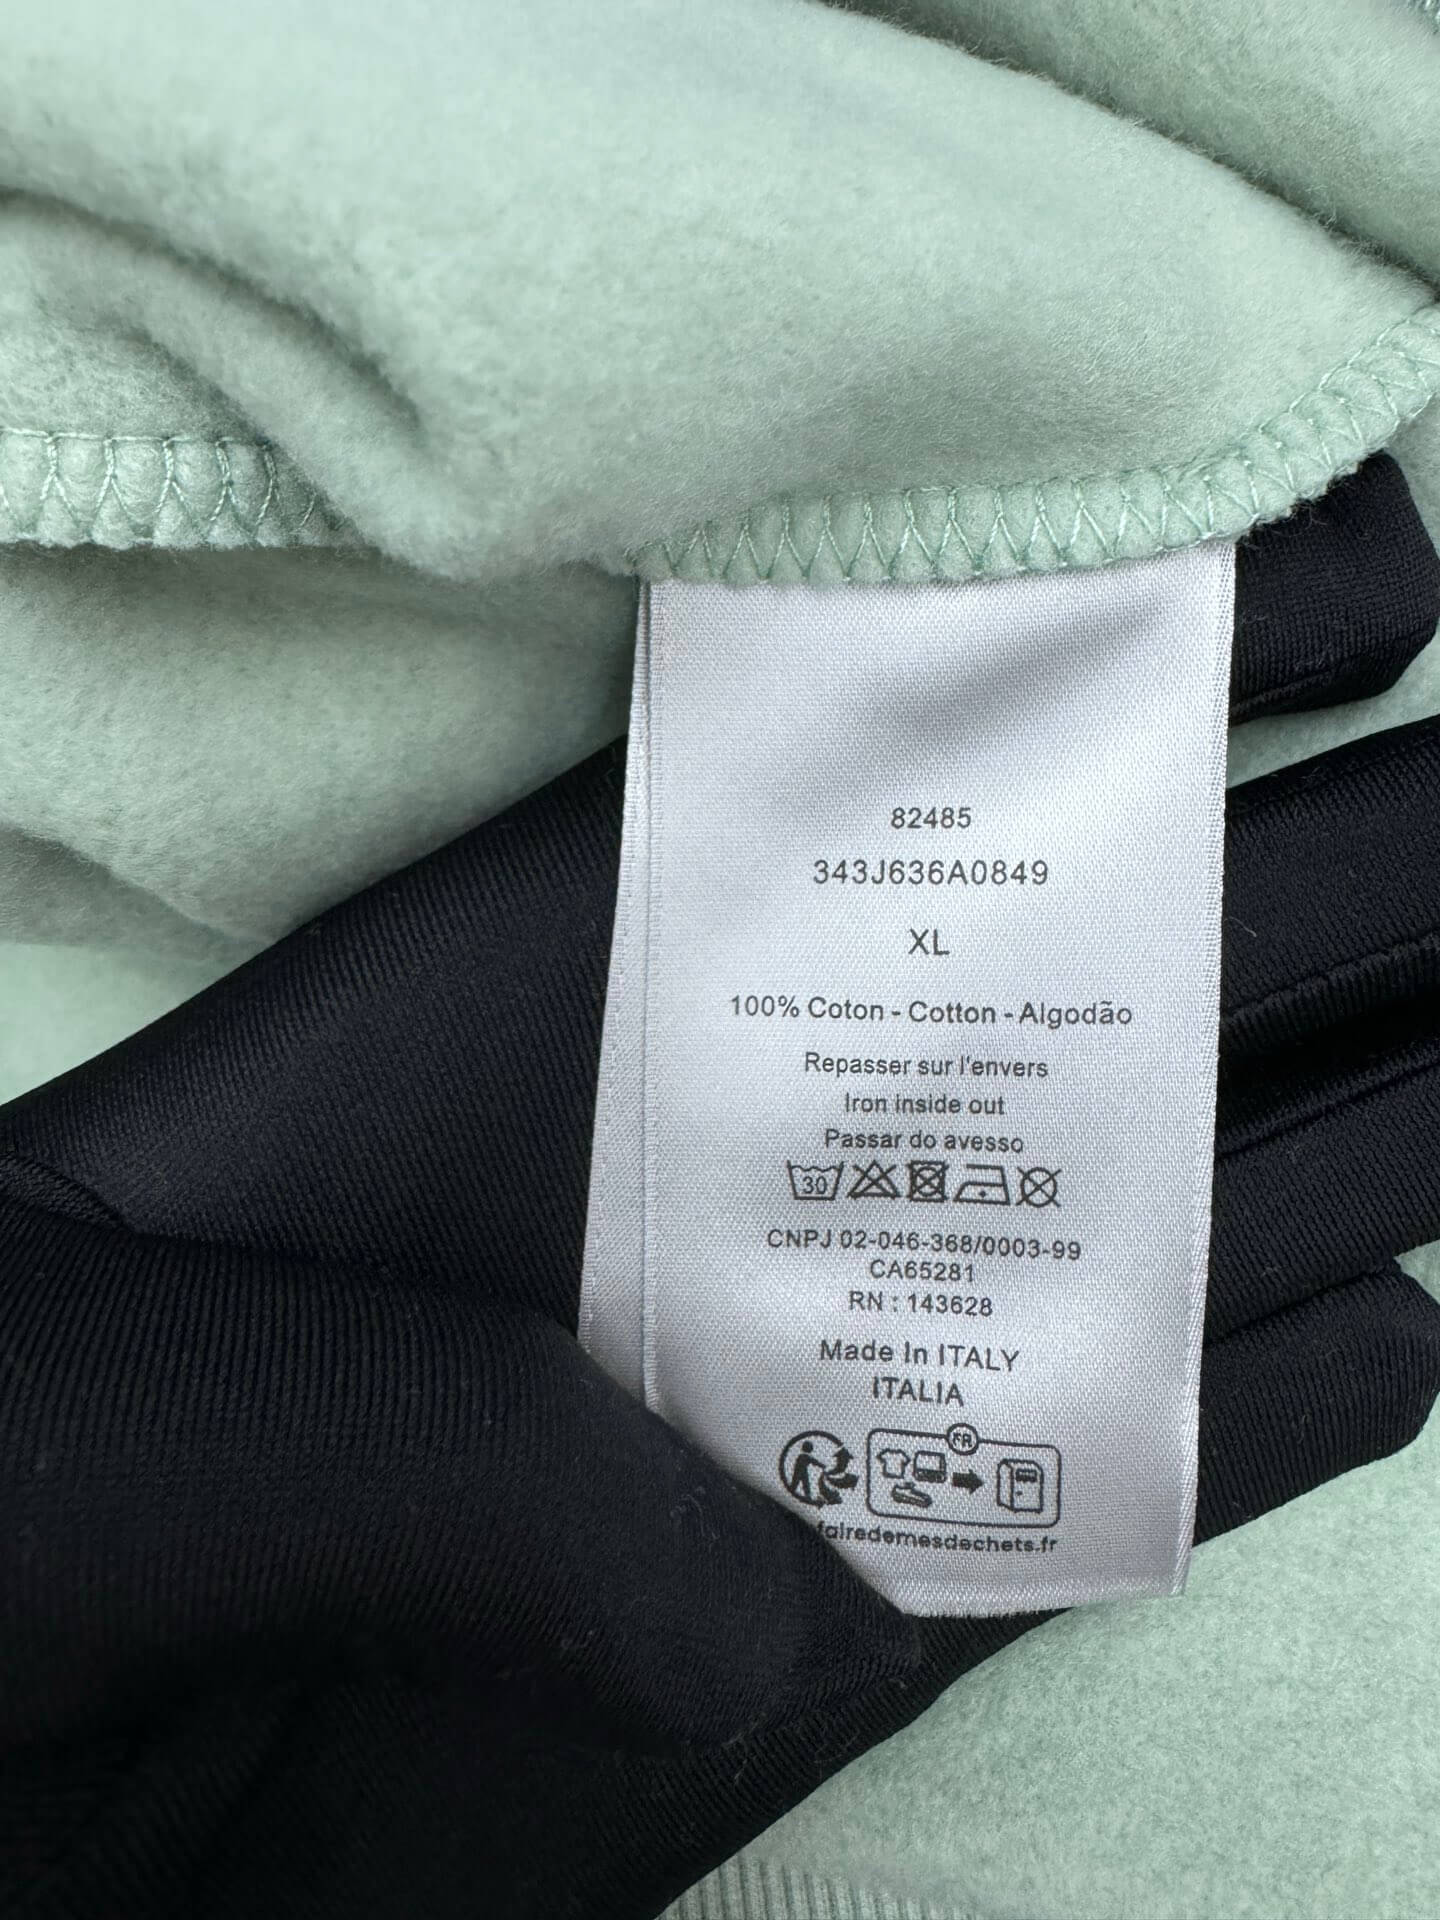 82485
343J636A0849
XL
100% Coton - Cotton - Algodão
Repasser sur l'envers
Iron inside out
Passar do avesso
30
CNPJ 02-046-368/0003-99
CA65281
RN : 143628
Made In ITALY
ITALIA
FR
fairedemesdechets.fr